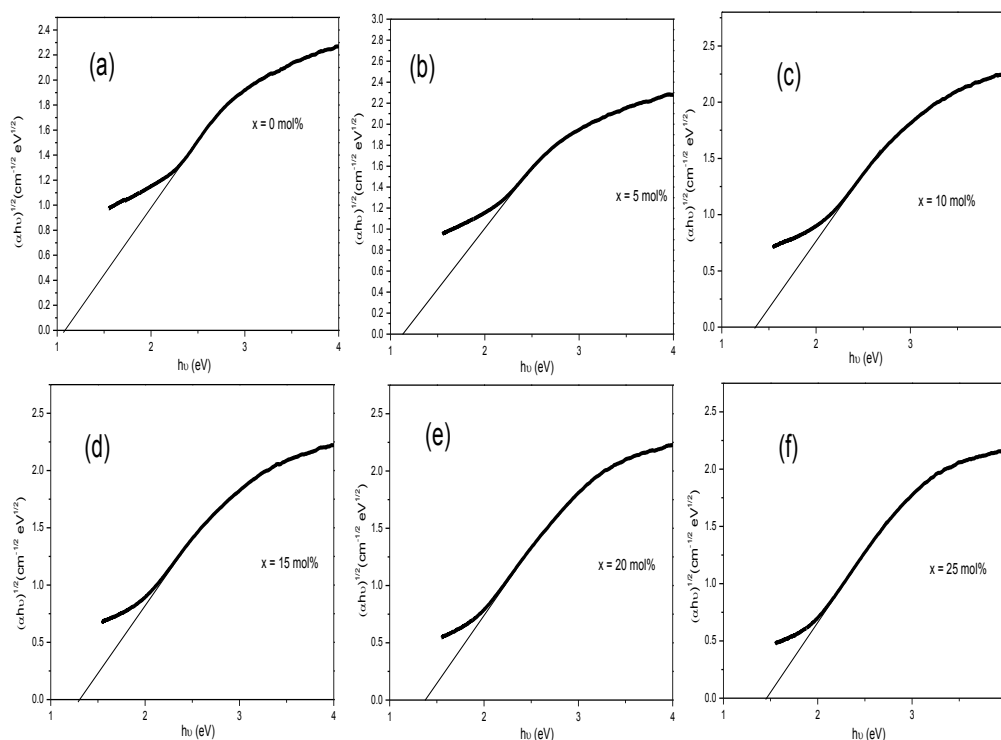 (a)
x = 0 mol%
2.4
2.2
2.0
1.8
1.6
1.4
1.2
1.0
0.8
0.6
0.4
0.2
0.0
1 2 3 4
hυ (eV)
(αhυ)^1/2 (cm^-1/2 eV^1/2)
(b)
x = 5 mol%
3.0
2.8
2.6
2.4
2.2
2.0
1.8
1.6
1.4
1.2
1.0
0.8
0.6
0.4
0.2
0.0
1 2 3 4
hυ (eV)
(αhυ)^1/2 (cm^-1/2 eV^1/2)
(c)
x = 10 mol%
2.5
2.0
1.5
1.0
0.5
0.0
1 2 3
hυ (eV)
(αhυ)^1/2 (cm^-1/2 eV^1/2)
(d)
x = 15 mol%
2.5
2.0
1.5
1.0
0.5
0.0
1 2 3 4
hυ (eV)
(αhυ)^1/2 (cm^-1/2 eV^1/2)
(e)
x = 20 mol%
2.5
2.0
1.5
1.0
0.5
0.0
1 2 3 4
hυ (eV)
(αhυ)^1/2 (cm^-1/2 eV^1/2)
(f)
x = 25 mol%
2.5
2.0
1.5
1.0
0.5
0.0
1 2 3
hυ (eV)
(αhυ)^1/2 (cm^-1/2 eV^1/2)